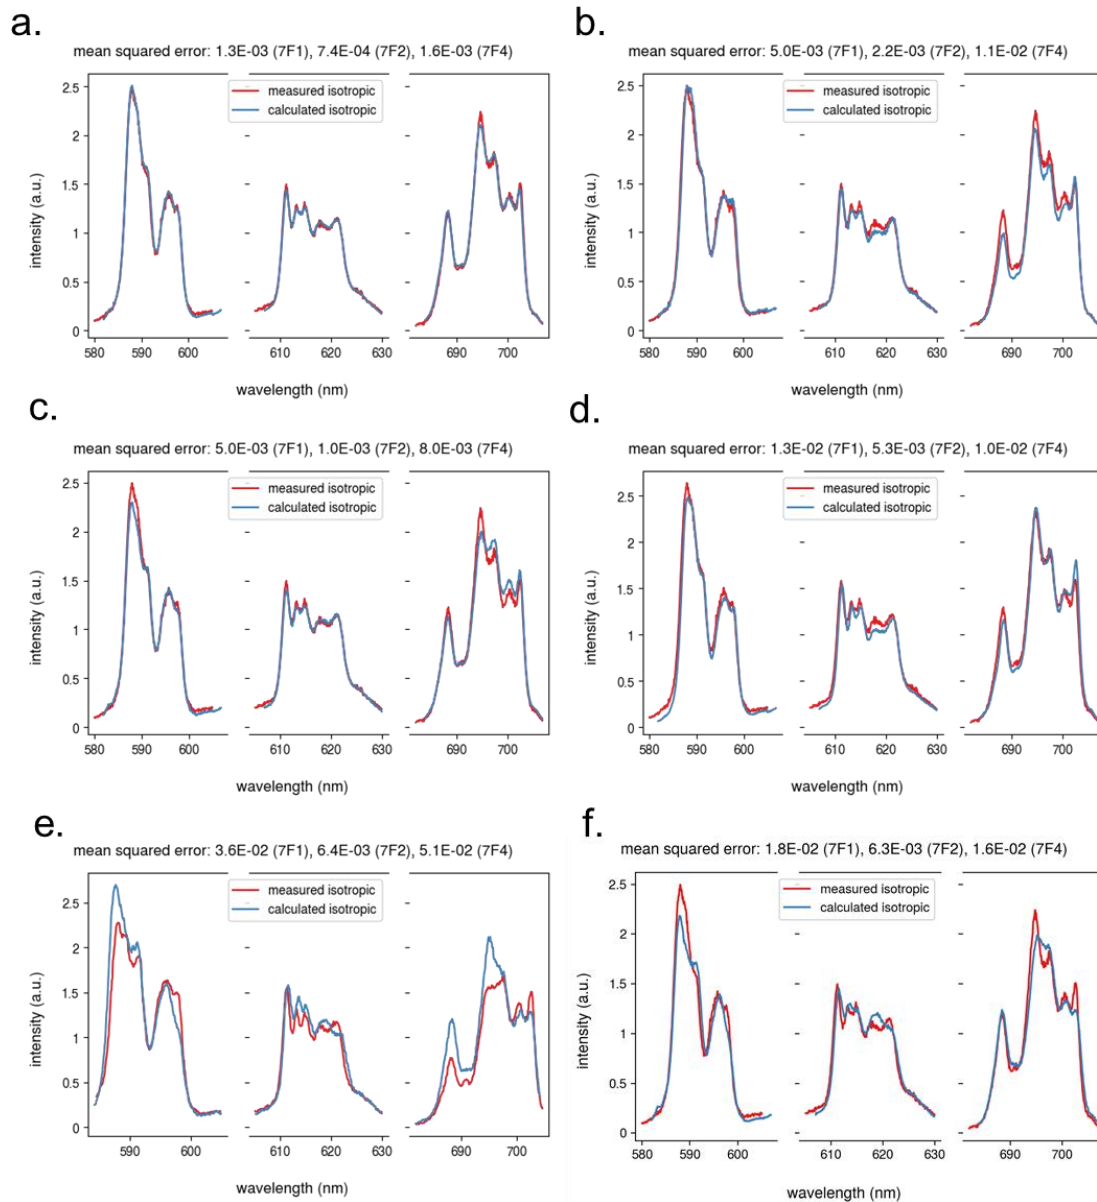 a.
mean squared error: 1.3E-03 (7F1), 7.4E-04 (7F2), 1.6E-03 (7F4)
measured isotropic
calculated isotropic
intensity (a.u.)
2.5
2
1.5
1
0.5
0
580 590 600 610 620 630 690 700
wavelength (nm)
b.
mean squared error: 5.0E-03 (7F1), 2.2E-03 (7F2), 1.1E-02 (7F4)
measured isotropic
calculated isotropic
intensity (a.u.)
2.5
2
1.5
1
0.5
0
580 590 600 610 620 630 690 700
wavelength (nm)
c.
mean squared error: 5.0E-03 (7F1), 1.0E-03 (7F2), 8.0E-03 (7F4)
measured isotropic
calculated isotropic
intensity (a.u.)
2.5
2
1.5
1
0.5
0
580 590 600 610 620 630 690 700
wavelength (nm)
d.
mean squared error: 1.3E-02 (7F1), 5.3E-03 (7F2), 1.0E-02 (7F4)
measured isotropic
calculated isotropic
intensity (a.u.)
2.5
2
1.5
1
0.5
0
580 590 600 610 620 630 690 700
wavelength (nm)
e.
mean squared error: 3.6E-02 (7F1), 6.4E-03 (7F2), 5.1E-02 (7F4)
measured isotropic
calculated isotropic
intensity (a.u.)
2.5
2
1.5
1
0.5
0
590 600 610 620 630 690 700
wavelength (nm)
f.
mean squared error: 1.8E-02 (7F1), 6.3E-03 (7F2), 1.6E-02 (7F4)
measured isotropic
calculated isotropic
intensity (a.u.)
2.5
2
1.5
1
0.5
0
580 590 600 610 620 630 690 700
wavelength (nm)